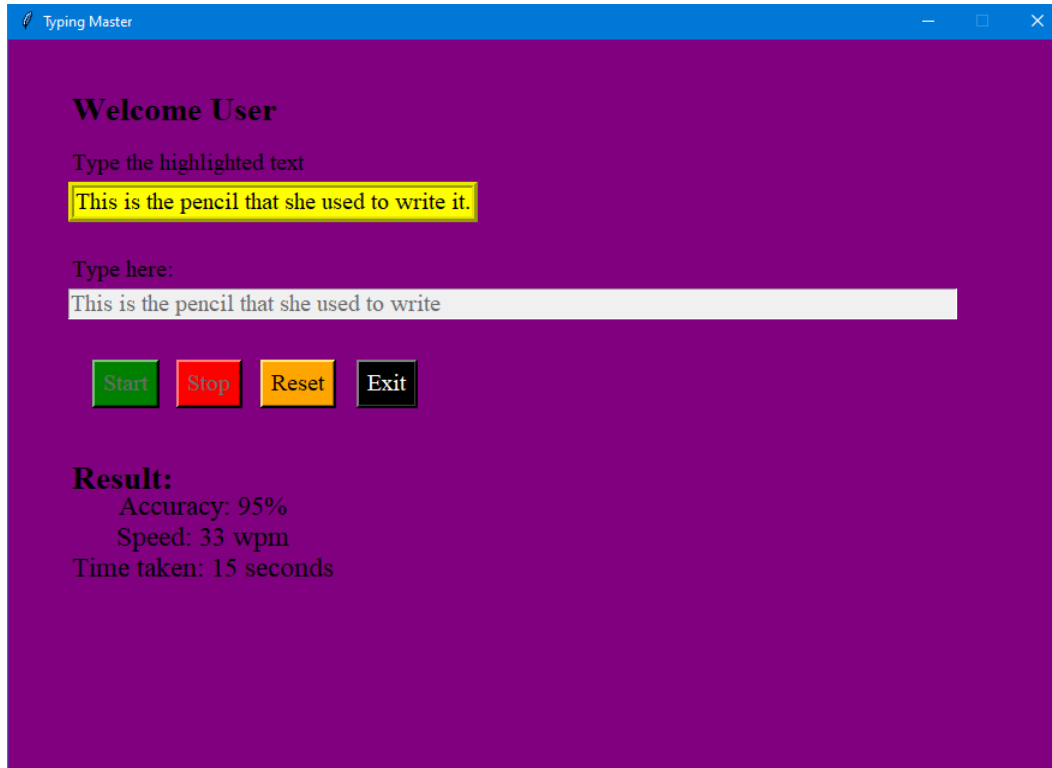 Typing Master
Welcome User
Type the highlighted text
This is the pencil that she used to write it.
Type here:
This is the pencil that she used to write
Start Stop Reset Exit
Result:
Accuracy: 95%
Speed: 33 wpm
Time taken: 15 seconds